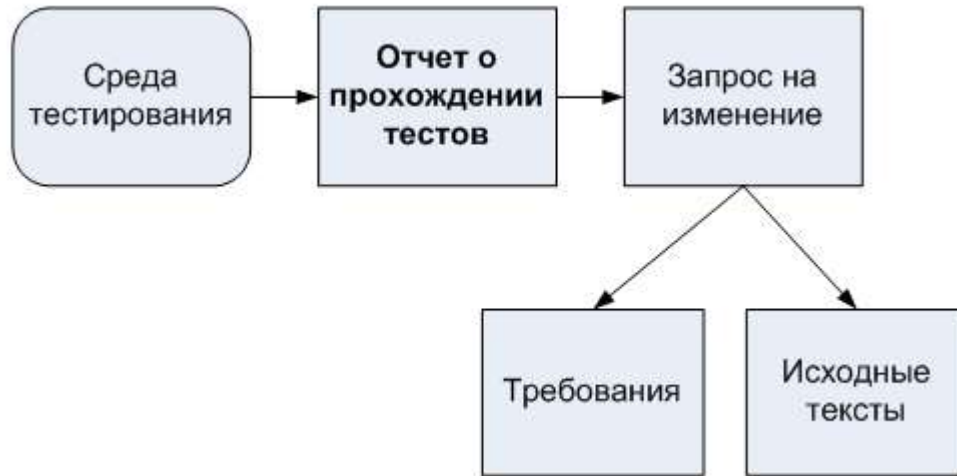 Среда
тестирования
Отчет о
прохождении
тестов
Запрос на
изменение
Требования
Исходные
тексты